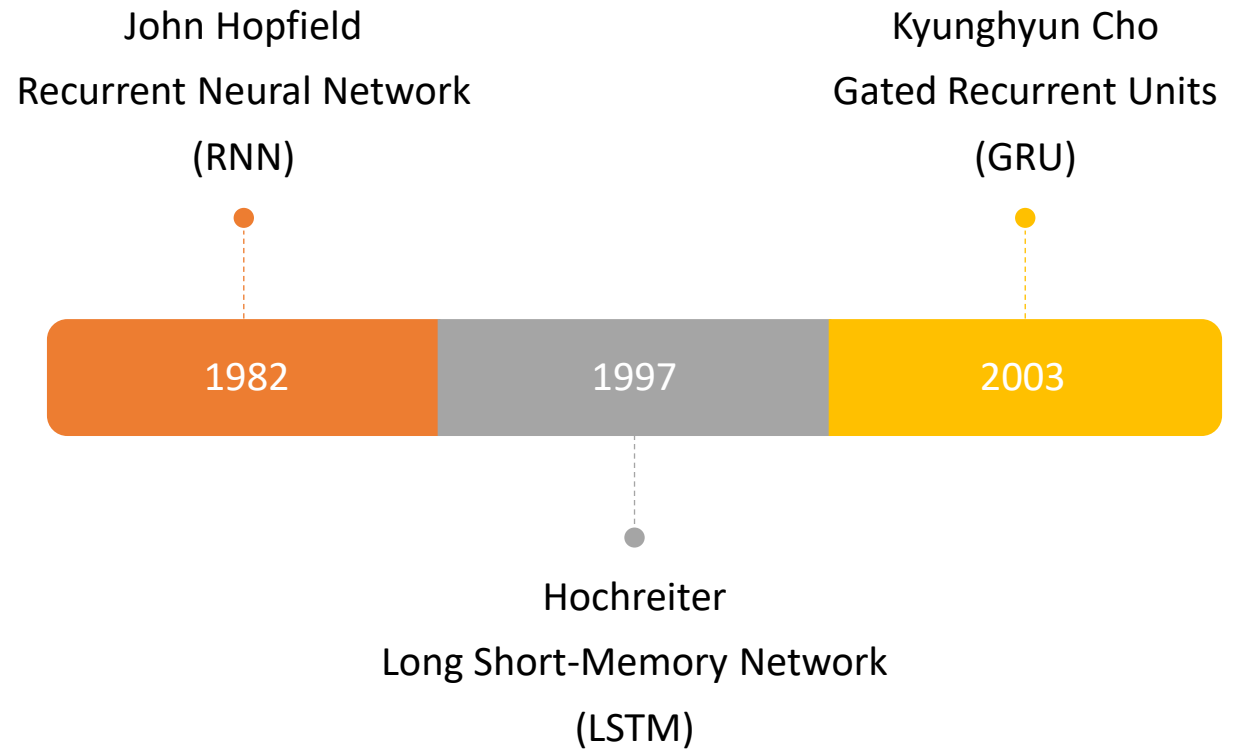 John Hopfield
Recurrent Neural Network
(RNN)
Kyunghyun Cho
Gated Recurrent Units
(GRU)
1982
1997
2003
Hochreiter
Long Short-Memory Network
(LSTM)